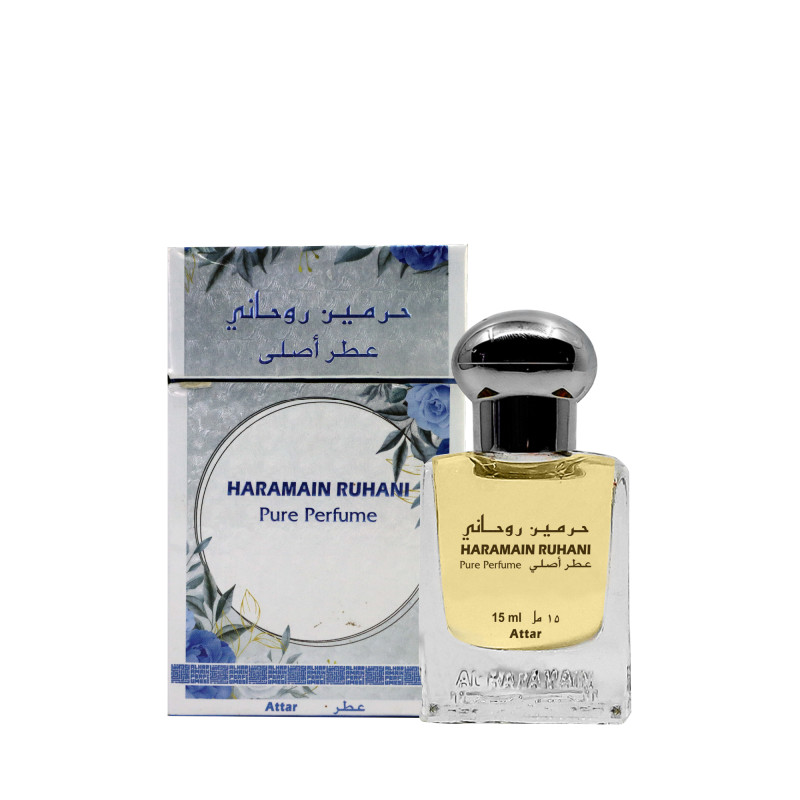 حرمين روحاني
عطر أصلى
HARAMAIN RUHANI
Pure Perfume
Attar عطر
حرمين روحاني
HARAMAIN RUHANI
Pure Perfume عطر أصلي
15 ml ١٥ مل
Attar
AL HARAMAIN